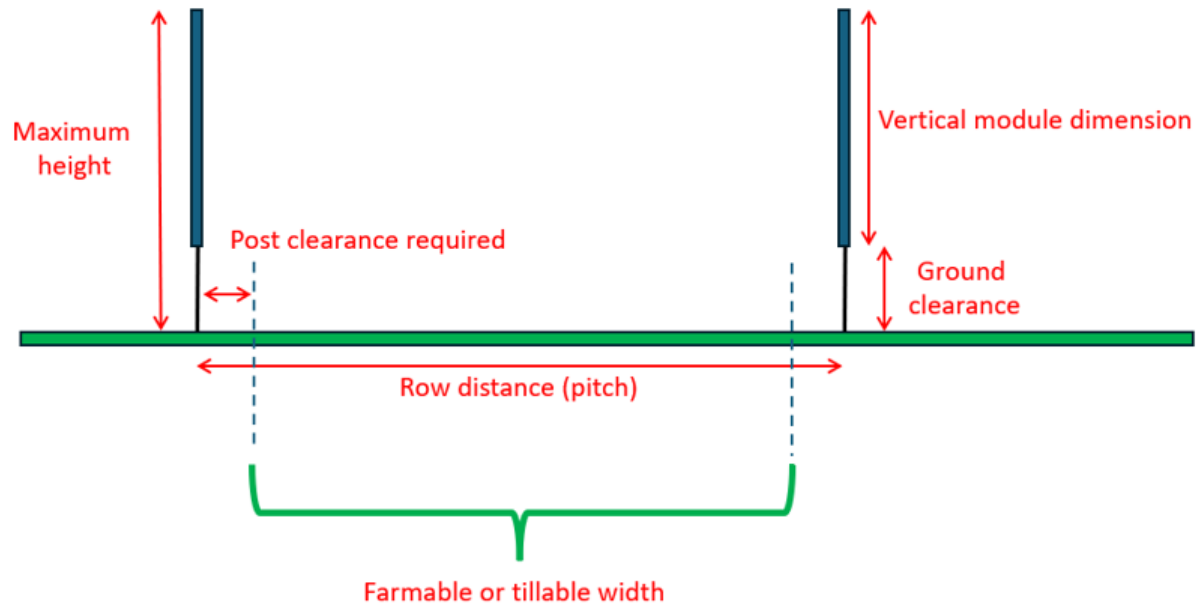 Maximum
height
Vertical module dimension
Post clearance required
Ground
clearance
Row distance (pitch)
Farmable or tillable width